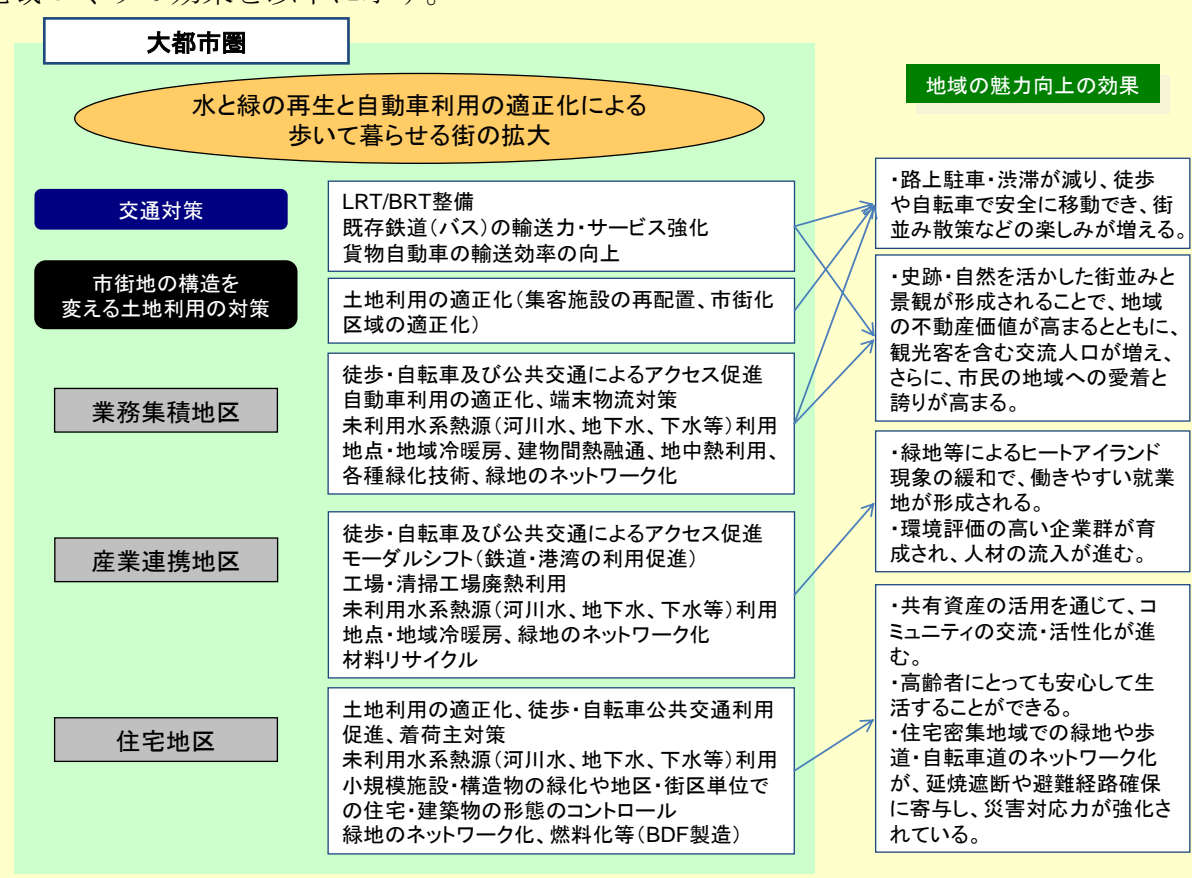 大都市圏
地域の魅力向上の効果
水と緑の再生と自動車利用の適正化による
歩いて暮らせる街の拡大
交通対策
LRT/BRT整備
既存鉄道(バス)の輸送力・サービス強化
貨物自動車の輸送効率の向上
市街地の構造を
変える土地利用の対策
土地利用の適正化(集客施設の再配置、市街化
区域の適正化)
業務集積地区
徒歩・自転車及び公共交通によるアクセス促進
自動車利用の適正化、端末物流対策
未利用水系熱源(河川水、地下水、下水等)利用
地点・地域冷暖房、建物間熱融通、地中熱利用、
各種緑化技術、緑地のネットワーク化
産業連携地区
徒歩・自転車及び公共交通によるアクセス促進
モーダルシフト(鉄道・港湾の利用促進)
工場・清掃工場廃熱利用
未利用水系熱源(河川水、地下水、下水等)利用
地点・地域冷暖房、緑地のネットワーク化
材料リサイクル
住宅地区
土地利用の適正化、徒歩・自転車公共交通利用
促進、着荷主対策
未利用水系熱源(河川水、地下水、下水等)利用
小規模施設・構造物の緑化や地区・街区単位で
の住宅・建築物の形態のコントロール
緑地のネットワーク化、燃料化等(BDF製造)
・路上駐車・渋滞が減り、徒歩
や自転車で安全に移動でき、街
並み散策などの楽しみが増える。
・史跡・自然を活かした街並みと
景観が形成されることで、地域
の不動産価値が高まるとともに、
観光客を含む交流人口が増え、
さらに、市民の地域への愛着と
誇りが高まる。
・緑地等によるヒートアイランド
現象の緩和で、働きやすい就業
地が形成される。
・環境評価の高い企業群が育
成され、人材の流入が進む。
・共有資産の活用を通じて、コ
ミュニティの交流・活性化が進
む。
・高齢者にとっても安心して生
活することができる。
・住宅密集地域での緑地や歩
道・自転車道のネットワーク化
が、延焼遮断や避難経路確保
に寄与し、災害対応力が強化さ
れている。